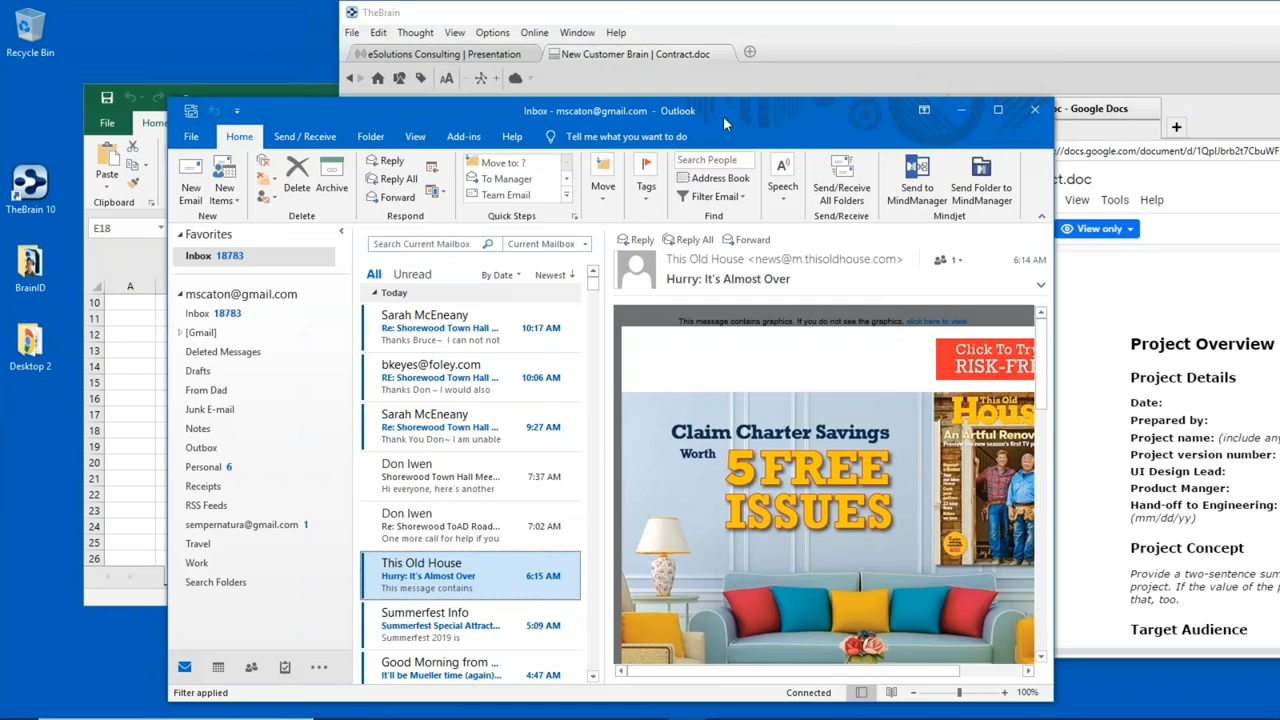 Recycle Bin
TheBrain 10
BrainID
Desktop 2
TheBrain
File Edit Thought View Options Online Window Help
eSolutions Consulting | Presentation
New Customer Brain | Contract.doc
File
Home
Paste
Clipboard
E18
A
10
11
12
13
14
15
16
17
18
19
20
21
22
23
24
25
26
Inbox - mscaton@gmail.com - Outlook
File Home Send / Receive Folder View Add-ins Help Tell me what you want to do
New Email
New Items
New
Delete
Archive
Delete
Reply
Reply All
Forward
Respond
Move to: ?
To Manager
Team Email
Quick Steps
Move
Tags
Search People
Address Book
Filter Email
Find
Speech
Send/Receive All Folders
Send/Receive
Send to MindManager
Send Folder to MindManager
Mindjet
Favorites
Inbox 18783
mscaton@gmail.com
Inbox 18783
[Gmail]
Deleted Messages
Drafts
From Dad
Junk E-mail
Notes
Outbox
Personal 6
Receipts
RSS Feeds
sempernatura@gmail.com 1
Travel
Work
Search Folders
Search Current Mailbox
Current Mailbox
All Unread By Date Newest ↓
Today
Sarah McEneany
Re: Shorewood Town Hall ... 10:17 AM
Thanks Bruce~ I can not not
bkeyes@foley.com
RE: Shorewood Town Hall ... 10:06 AM
Thanks Don ~ I would also
Sarah McEneany
Re: Shorewood Town Hall ... 9:27 AM
Thank You Don~ I am unable
Don Iwen
Shorewood Town Hall Mee... 7:37 AM
Hi everyone, here's another
Don Iwen
Re: Shorewood ToAD Road... 7:02 AM
One more call for help if you
This Old House
Hurry: It's Almost Over 6:15 AM
This message contains
Summerfest Info
Summerfest Special Attract... 5:09 AM
Summerfest 2019 is
Good Morning from ...
It'll be Mueller time (again)... 4:47 AM
Reply Reply All Forward
This Old House <news@m.thisoldhouse.com>
1
6:14 AM
Hurry: It's Almost Over
This message contains graphics. If you do not see the graphics, click here to view.
Click To Try
RISK-FR
Claim Charter Savings
Worth
5 FREE
ISSUES
This Old
Hous
An Artful Renov
Filter applied
Connected
100%
c - Google Docs
://docs.google.com/document/d/1QpIJbrb2t7CbuWF
ct.doc
View Tools Help
View only
Project Overview
Project Details
Date:
Prepared by:
Project name: (include any
Project version number:
UI Design Lead:
Product Manger:
Hand-off to Engineering:
(mm/dd/yy)
Project Concept
Provide a two-sentence sum
project. If the value of the p
that, too.
Target Audience